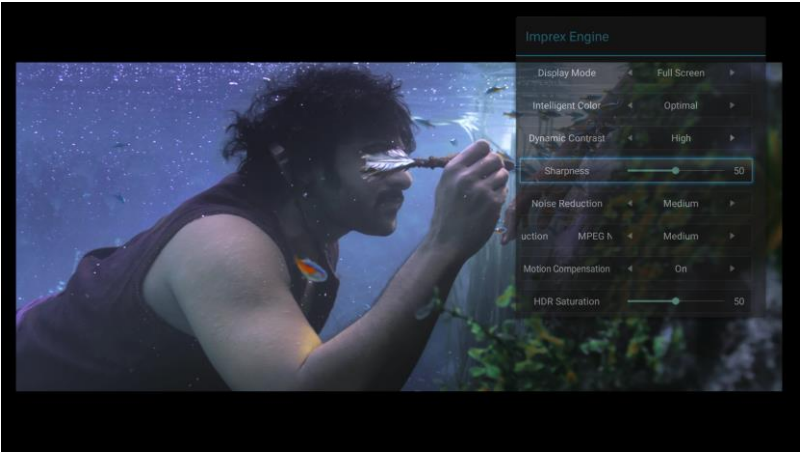 Imprex Engine
Display Mode ◀ Full Screen ▶
Intelligent Color ◀ Optimal ▶
Dynamic Contrast ◀ High ▶
Sharpness 50
Noise Reduction ◀ Medium ▶
uction MPEG N ◀ Medium ▶
Motion Compensation ◀ On ▶
HDR Saturation 50